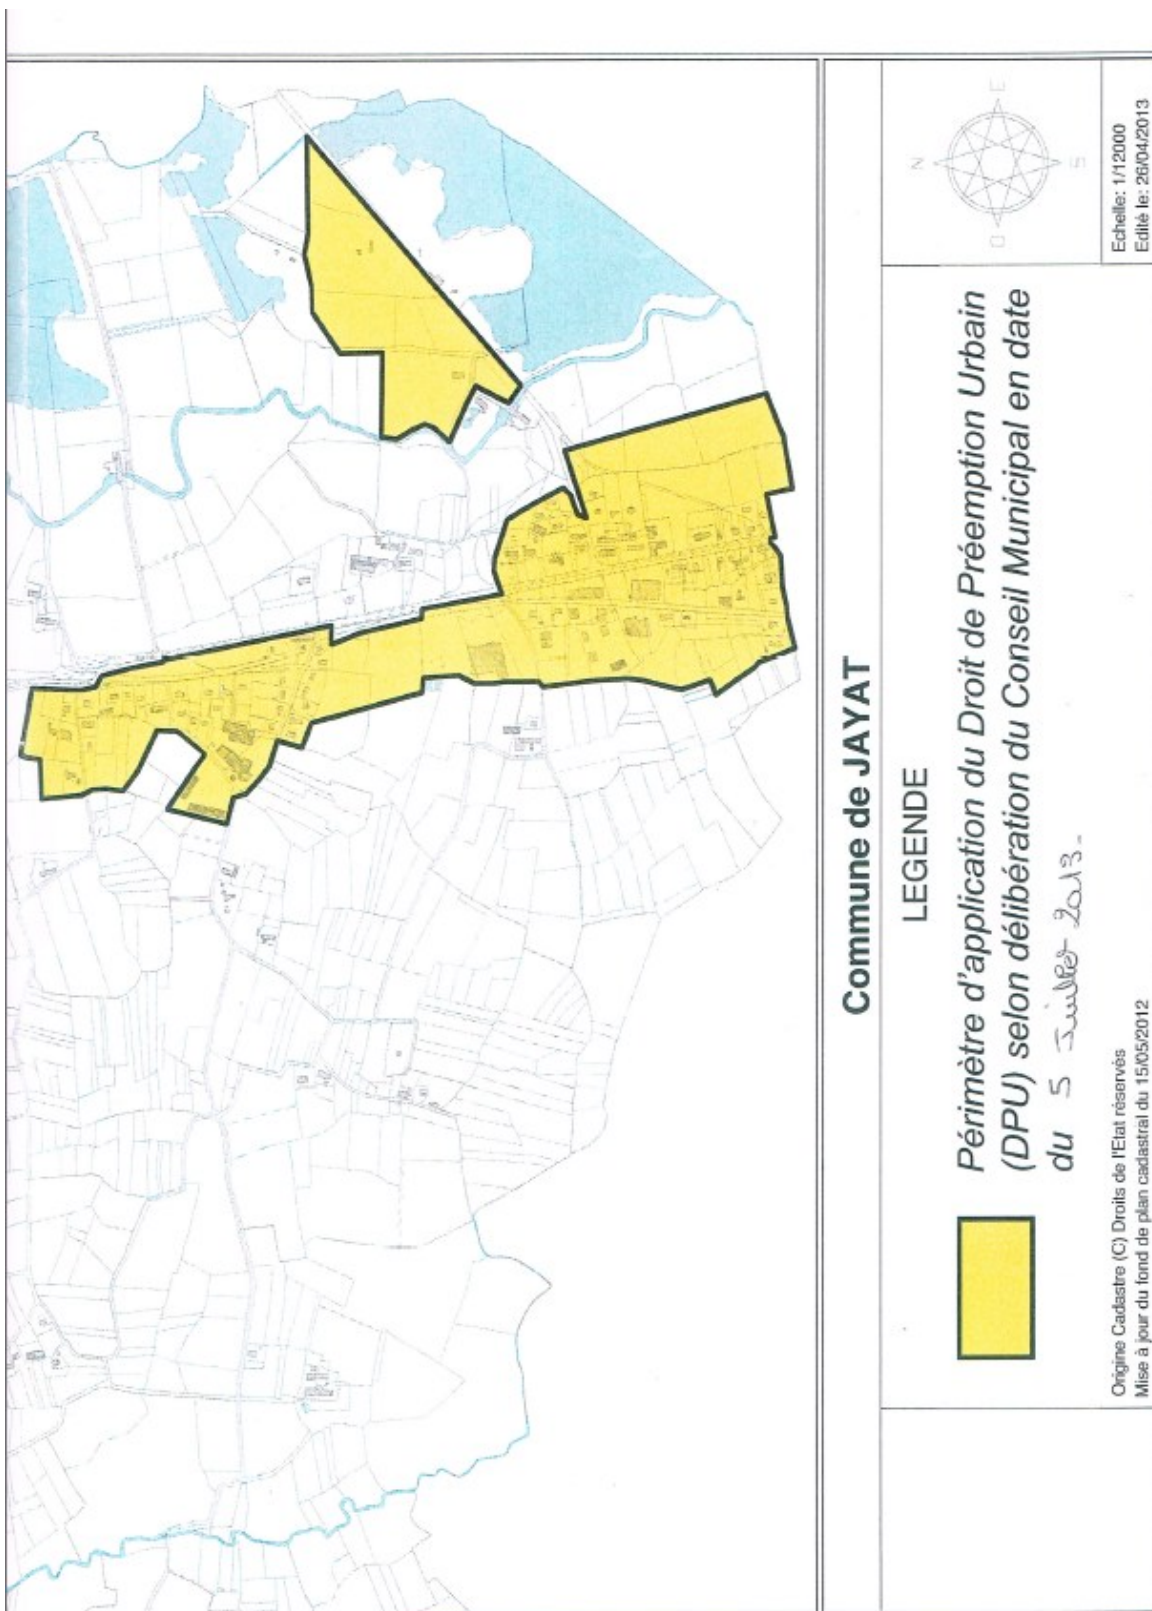 Commune de JAYAT
LEGENDE
Périmètre d'application du Droit de Préemption Urbain
(DPU) selon délibération du Conseil Municipal en date
du 5 Juillet 2013.
N
E
S
O
Echelle: 1/12000
Edité le: 26/04/2013
Origine Cadastre (C) Droits de l'Etat réservés
Mise à jour du fond de plan cadastral du 15/05/2012